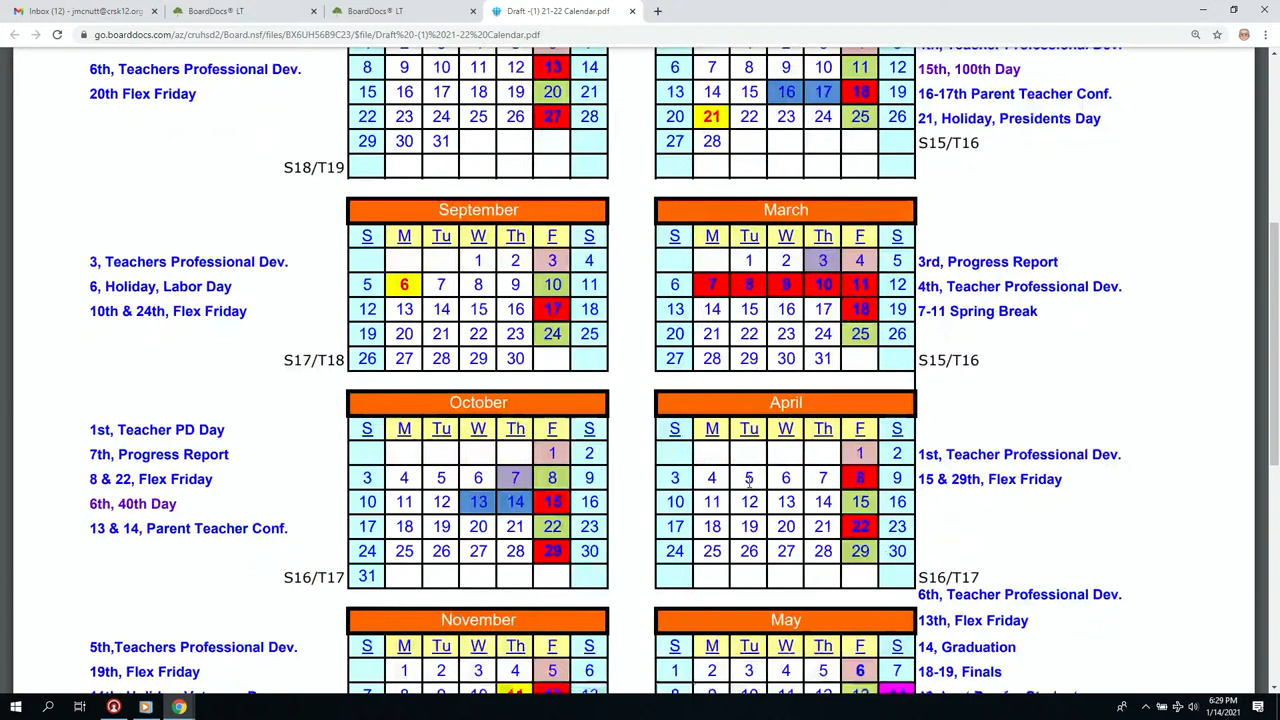 Inbox (12) - jmcnutt@crsk12.org
BoardDocs® LT
BoardDocs® LT
Draft -(1) 21-22 Calendar.pdf
go.boarddocs.com/az/cruhsd2/Board.nsf/files/BX6UH56B9C23/$file/Draft%20-(1)%2021-22%20Calendar.pdf
6th, Teachers Professional Dev.
20th Flex Friday
S18/T19
8 9 10 11 12 13 14
15 16 17 18 19 20 21
22 23 24 25 26 27 28
29 30 31
6 7 8 9 10 11 12
13 14 15 16 17 18 19
20 21 22 23 24 25 26
27 28
15th, 100th Day
16-17th Parent Teacher Conf.
21, Holiday, Presidents Day
S15/T16
September
S M Tu W Th F S
1 2 3 4
5 6 7 8 9 10 11
12 13 14 15 16 17 18
19 20 21 22 23 24 25
26 27 28 29 30
3, Teachers Professional Dev.
6, Holiday, Labor Day
10th & 24th, Flex Friday
S17/T18
March
S M Tu W Th F S
1 2 3 4 5
6 7 8 9 10 11 12
13 14 15 16 17 18 19
20 21 22 23 24 25 26
27 28 29 30 31
3rd, Progress Report
4th, Teacher Professional Dev.
7-11 Spring Break
S15/T16
October
S M Tu W Th F S
1 2
3 4 5 6 7 8 9
10 11 12 13 14 15 16
17 18 19 20 21 22 23
24 25 26 27 28 29 30
31
1st, Teacher PD Day
7th, Progress Report
8 & 22, Flex Friday
6th, 40th Day
13 & 14, Parent Teacher Conf.
S16/T17
April
S M Tu W Th F S
1 2
3 4 5 6 7 8 9
10 11 12 13 14 15 16
17 18 19 20 21 22 23
24 25 26 27 28 29 30
1st, Teacher Professional Dev.
15 & 29th, Flex Friday
S16/T17
November
S M Tu W Th F S
1 2 3 4 5 6
5th,Teachers Professional Dev.
19th, Flex Friday
May
S M Tu W Th F S
1 2 3 4 5 6 7
6th, Teacher Professional Dev.
13th, Flex Friday
14, Graduation
18-19, Finals
6:29 PM
1/14/2021